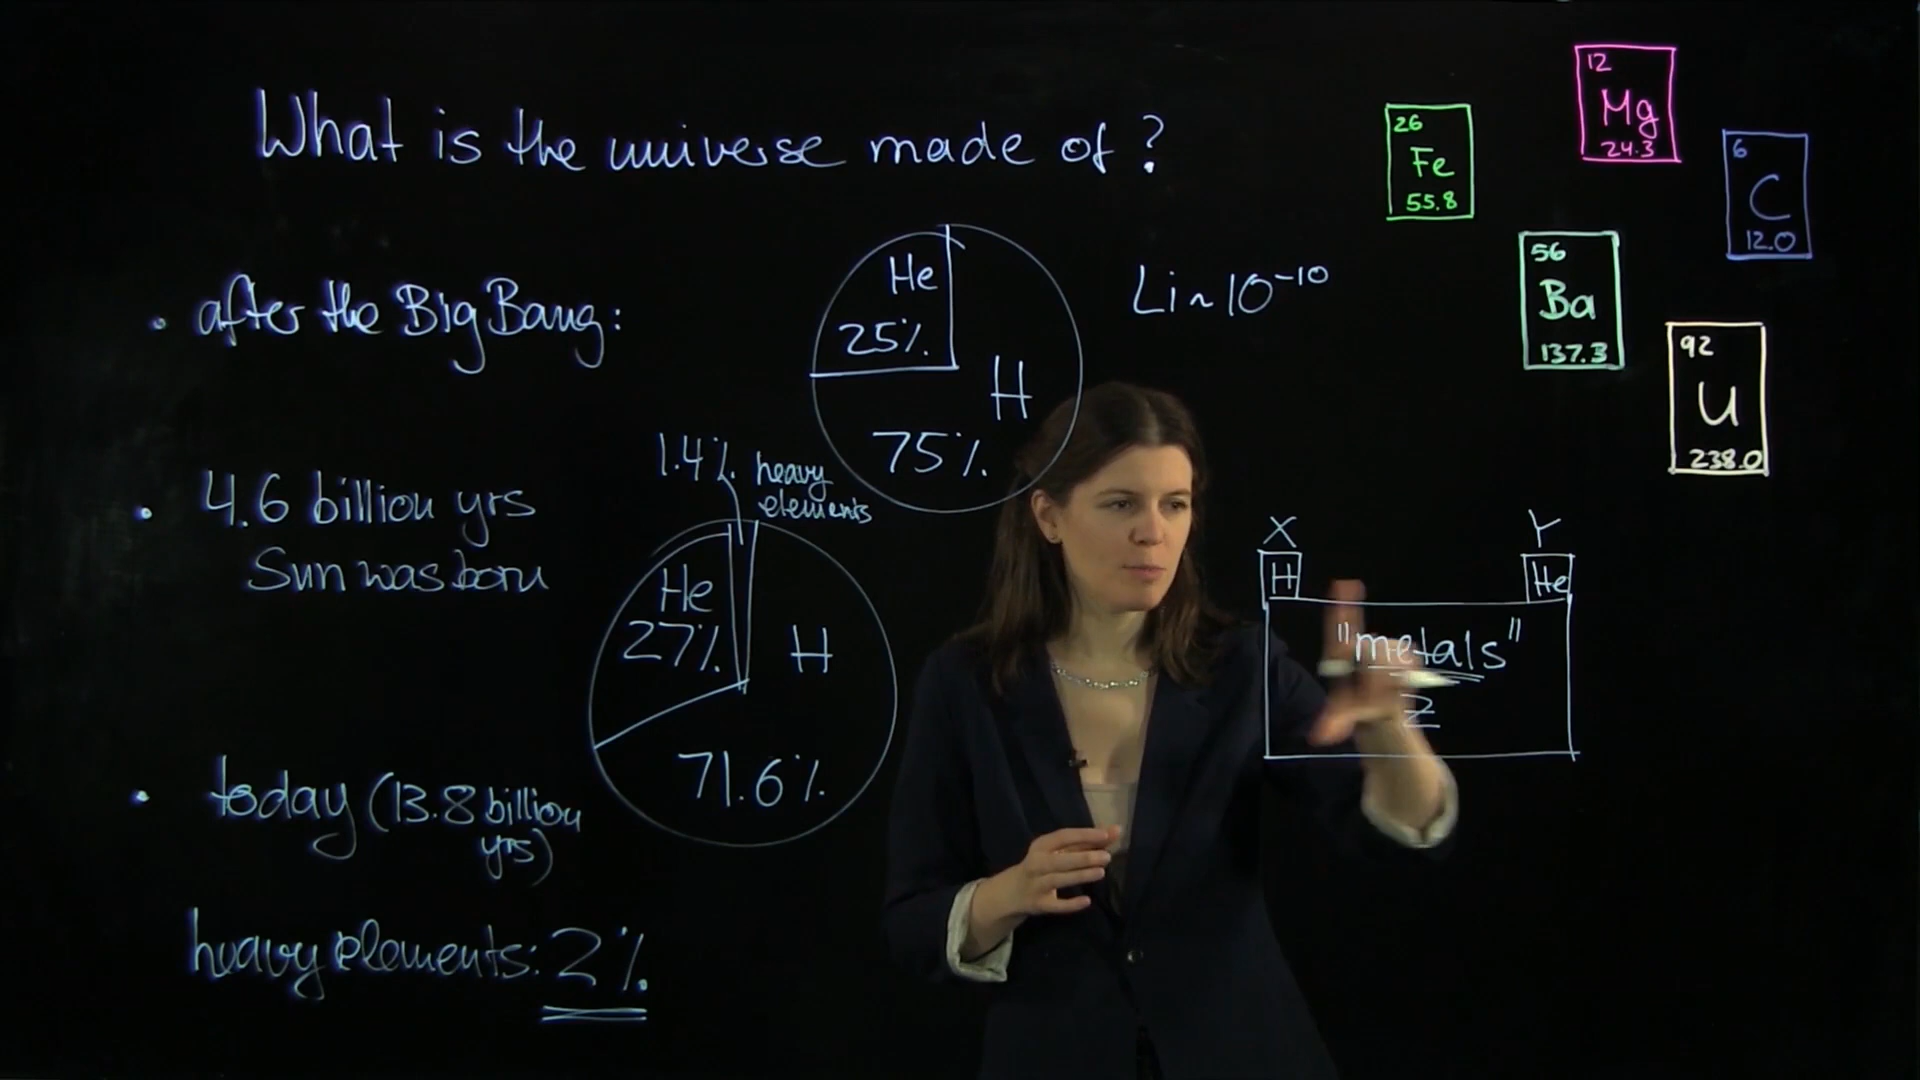 What is the universe made of?
• after the Big Bang:
He
25%
H
75%
Li ~ 10⁻¹⁰
• 4.6 billion yrs
Sun was born
1.4%
heavy
elements
He
27%
H
71.6%
• today (13.8 billion
yrs)
heavy elements: 2%
26
Fe
55.8
12
Mg
24.3
6
C
12.0
56
Ba
137.3
92
U
238.0
X
Y
H
He
"metals"
Z